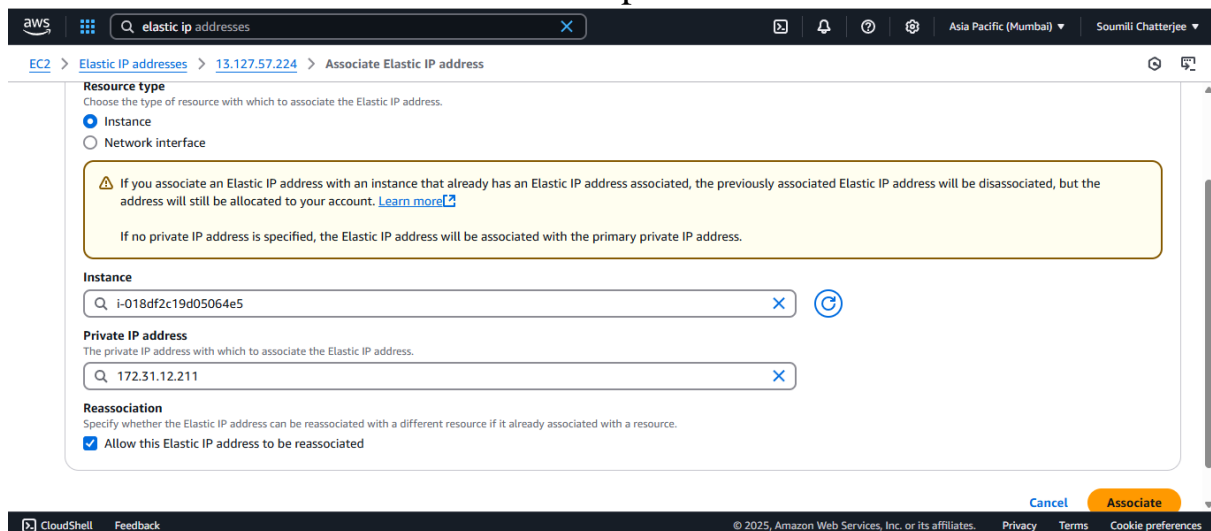 aws
elastic ip addresses
Asia Pacific (Mumbai) ▼
Soumili Chatterjee ▼
EC2 > Elastic IP addresses > 13.127.57.224 > Associate Elastic IP address
Resource type
Choose the type of resource with which to associate the Elastic IP address.
Instance
Network interface
If you associate an Elastic IP address with an instance that already has an Elastic IP address associated, the previously associated Elastic IP address will be disassociated, but the
address will still be allocated to your account. Learn more
If no private IP address is specified, the Elastic IP address will be associated with the primary private IP address.
Instance
i-018df2c19d05064e5
Private IP address
The private IP address with which to associate the Elastic IP address.
172.31.12.211
Reassociation
Specify whether the Elastic IP address can be reassociated with a different resource if it already associated with a resource.
Allow this Elastic IP address to be reassociated
Cancel
Associate
CloudShell Feedback
© 2025, Amazon Web Services, Inc. or its affiliates. Privacy Terms Cookie preferences